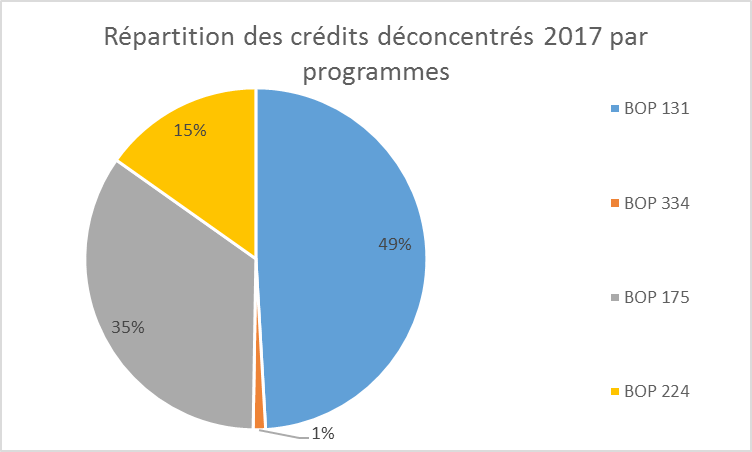 Répartition des crédits déconcentrés 2017 par
programmes
BOP 131
BOP 334
BOP 175
BOP 224
15%
49%
35%
1%